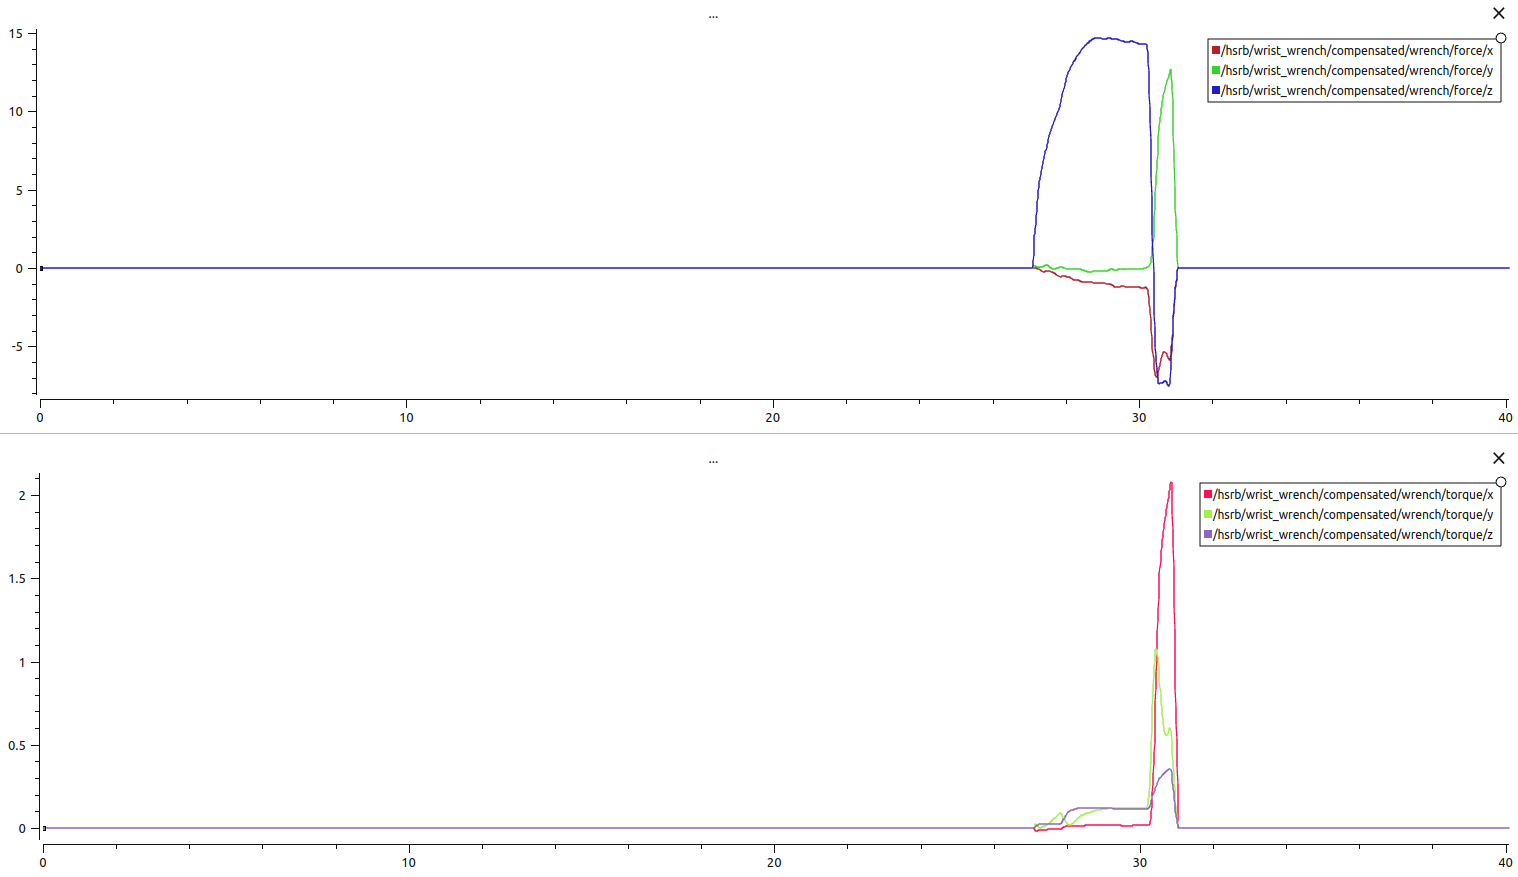 ...
15
10
5
0
-5
0 10 20 30 40
/hsrb/wrist_wrench/compensated/wrench/force/x
/hsrb/wrist_wrench/compensated/wrench/force/y
/hsrb/wrist_wrench/compensated/wrench/force/z
...
2
1.5
1
0.5
0
0 10 20 30 40
/hsrb/wrist_wrench/compensated/wrench/torque/x
/hsrb/wrist_wrench/compensated/wrench/torque/y
/hsrb/wrist_wrench/compensated/wrench/torque/z